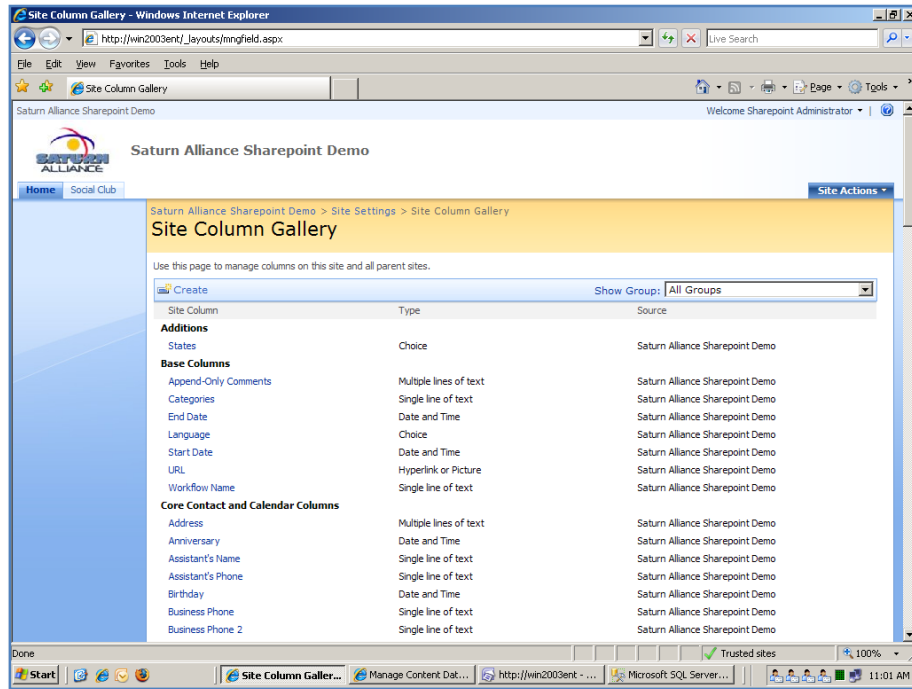 Site Column Gallery - Windows Internet Explorer
http://win2003ent/_layouts/mngfield.aspx
Live Search
File Edit View Favorites Tools Help
Site Column Gallery
Page Tools
Saturn Alliance Sharepoint Demo
Welcome Sharepoint Administrator
SATURN
ALLIANCE
Saturn Alliance Sharepoint Demo
Home Social Club Site Actions
Saturn Alliance Sharepoint Demo > Site Settings > Site Column Gallery
Site Column Gallery
Use this page to manage columns on this site and all parent sites.
Create Show Group: All Groups
Site Column Type Source
Additions
States Choice Saturn Alliance Sharepoint Demo
Base Columns
Append-Only Comments Multiple lines of text Saturn Alliance Sharepoint Demo
Categories Single line of text Saturn Alliance Sharepoint Demo
End Date Date and Time Saturn Alliance Sharepoint Demo
Language Choice Saturn Alliance Sharepoint Demo
Start Date Date and Time Saturn Alliance Sharepoint Demo
URL Hyperlink or Picture Saturn Alliance Sharepoint Demo
Workflow Name Single line of text Saturn Alliance Sharepoint Demo
Core Contact and Calendar Columns
Address Multiple lines of text Saturn Alliance Sharepoint Demo
Anniversary Date and Time Saturn Alliance Sharepoint Demo
Assistant's Name Single line of text Saturn Alliance Sharepoint Demo
Assistant's Phone Single line of text Saturn Alliance Sharepoint Demo
Birthday Date and Time Saturn Alliance Sharepoint Demo
Business Phone Single line of text Saturn Alliance Sharepoint Demo
Business Phone 2 Single line of text Saturn Alliance Sharepoint Demo
Done Trusted sites 100%
Start Site Column Galler... Manage Content Dat... http://win2003ent - ... Microsoft SQL Server... 11:01 AM